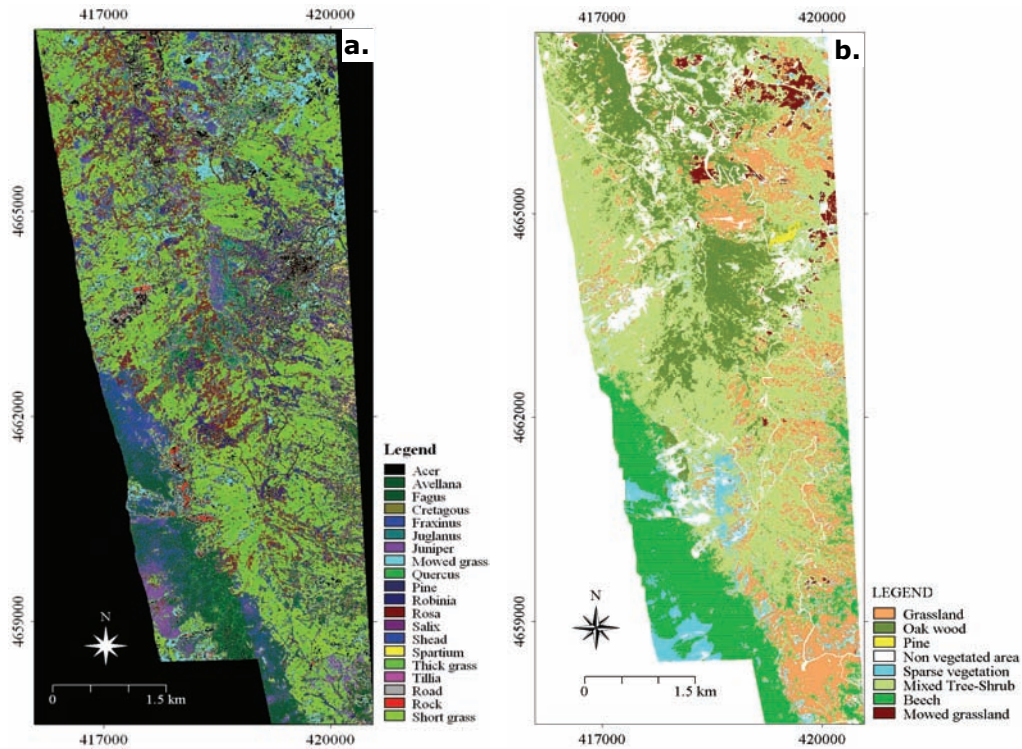 417000 420000
a.
4665000
4662000
4659000
N
0 1.5 km
417000 420000
Legend
Acer
Avellana
Fagus
Cretagous
Fraxinus
Juglanus
Juniper
Mowed grass
Quercus
Pine
Robinia
Rosa
Salix
Shead
Spartium
Thick grass
Tillia
Road
Rock
Short grass
417000 420000
b.
4665000
4662000
4659000
N
0 1.5 km
417000 420000
LEGEND
Grassland
Oak wood
Pine
Non vegetated area
Sparse vegetation
Mixed Tree-Shrub
Beech
Mowed grassland